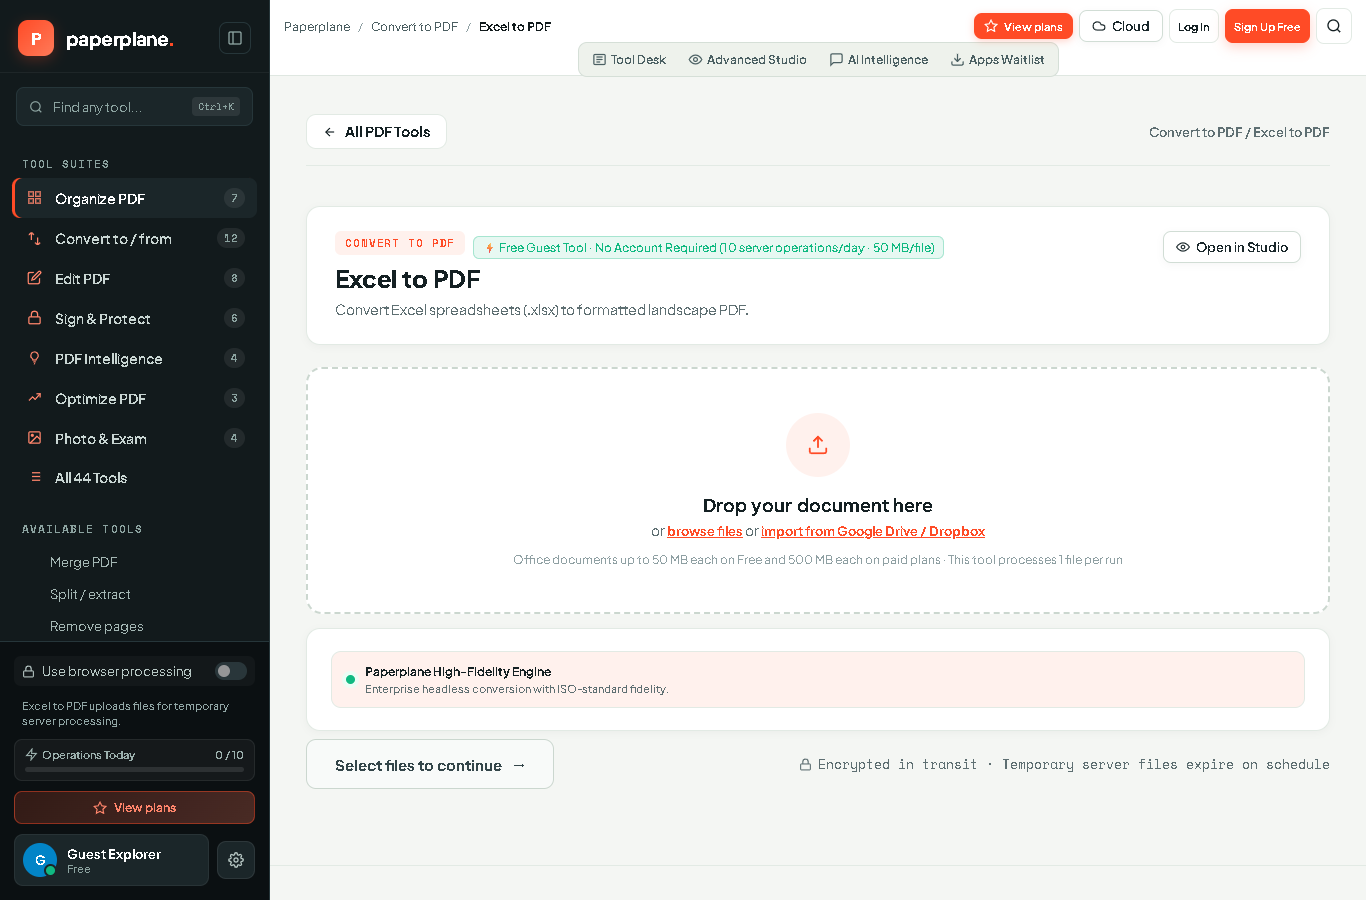 P paperplane.
Find any tool... Ctrl+K
TOOL SUITES
Organize PDF 7
Convert to / from 12
Edit PDF 8
Sign & Protect 6
PDF Intelligence 4
Optimize PDF 3
Photo & Exam 4
All 44 Tools
AVAILABLE TOOLS
Merge PDF
Split / extract
Remove pages
Use browser processing
Excel to PDF uploads files for temporary
server processing.
Operations Today 0 / 10
View plans
G Guest Explorer
Free
Paperplane / Convert to PDF / Excel to PDF
View plans Cloud Log In Sign Up Free
Tool Desk Advanced Studio AI Intelligence Apps Waitlist
← All PDF Tools
Convert to PDF / Excel to PDF
CONVERT TO PDF Free Guest Tool · No Account Required (10 server operations/day · 50 MB/file)
Open in Studio
Excel to PDF
Convert Excel spreadsheets (.xlsx) to formatted landscape PDF.
Drop your document here
or browse files or import from Google Drive / Dropbox
Office documents up to 50 MB each on Free and 500 MB each on paid plans · This tool processes 1 file per run
Paperplane High-Fidelity Engine
Enterprise headless conversion with ISO-standard fidelity.
Select files to continue →
Encrypted in transit · Temporary server files expire on schedule